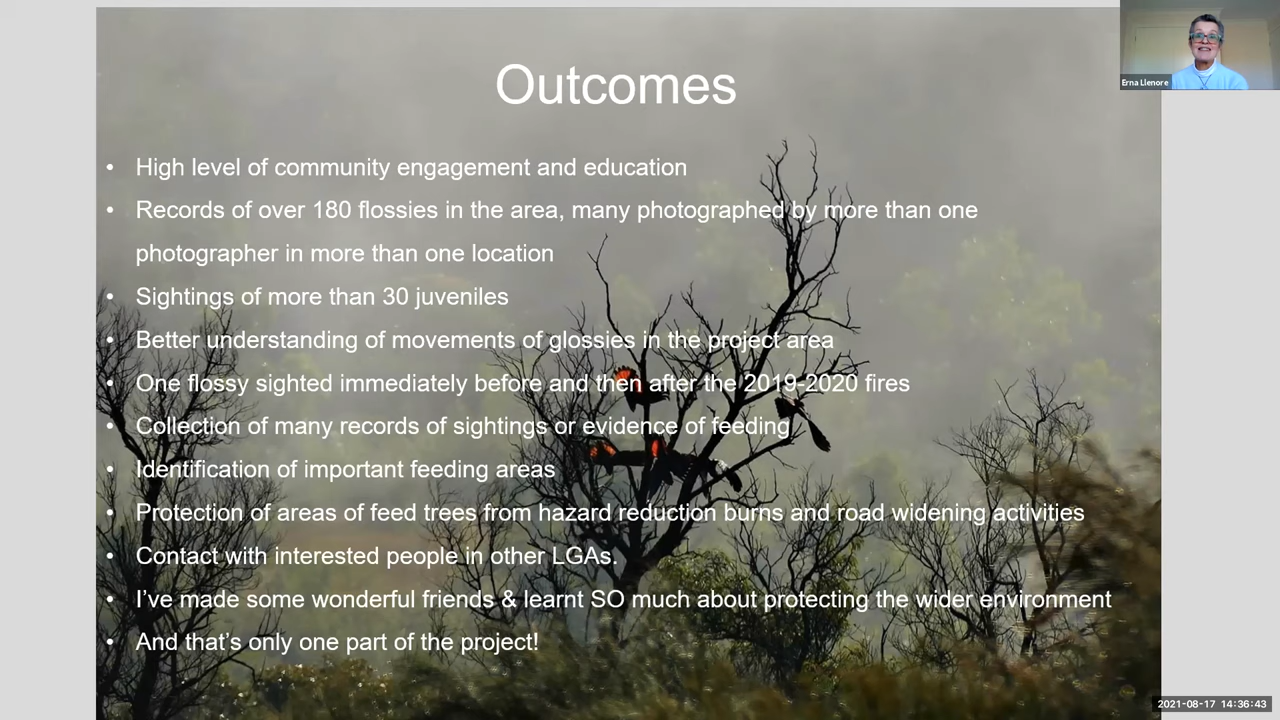 Outcomes
Erna Llenore
• High level of community engagement and education
• Records of over 180 flossies in the area, many photographed by more than one
photographer in more than one location
• Sightings of more than 30 juveniles
• Better understanding of movements of glossies in the project area
• One flossy sighted immediately before and then after the 2019-2020 fires
• Collection of many records of sightings or evidence of feeding
• Identification of important feeding areas
• Protection of areas of feed trees from hazard reduction burns and road widening activities
• Contact with interested people in other LGAs.
• I’ve made some wonderful friends & learnt SO much about protecting the wider environment
• And that’s only one part of the project!
2021-08-17 14:36:43